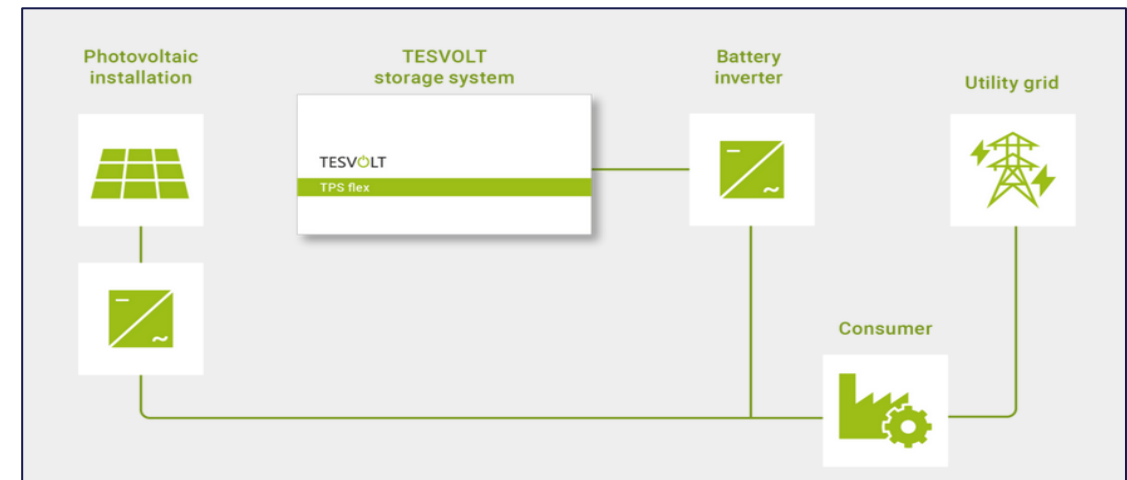 Photovoltaic
installation
TESVOLT
storage system
Battery
inverter
Utility grid
TESVOLT
TPS flex
Consumer